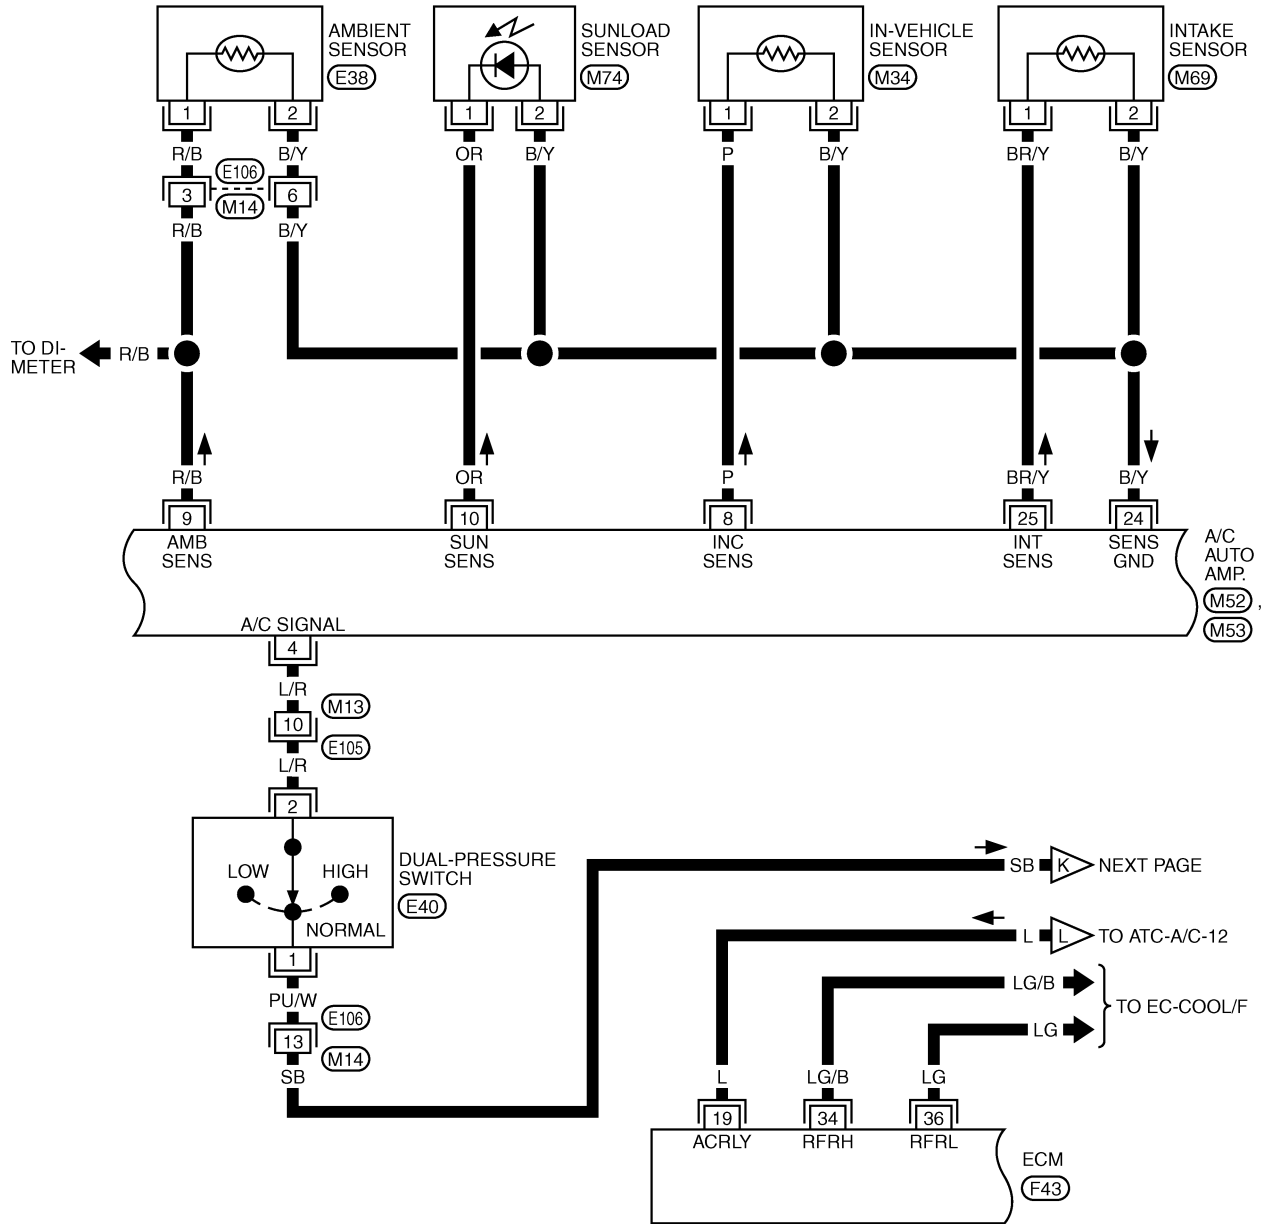 AMBIENT
SENSOR
E38
SUNLOAD
SENSOR
M74
IN-VEHICLE
SENSOR
M34
INTAKE
SENSOR
M69
1 2 1 2 1 2 1 2
R/B B/Y OR B/Y P B/Y BR/Y B/Y
E106
3 6
M14
R/B B/Y
TO DI-
METER
R/B
R/B OR P BR/Y B/Y
9 10 8 25 24
AMB
SENS
SUN
SENS
INC
SENS
INT
SENS
SENS
GND
A/C
AUTO
AMP.
M52 ,
M53
A/C SIGNAL
4
L/R
M13
10
E105
L/R
2
LOW HIGH
NORMAL
DUAL-PRESSURE
SWITCH
E40
1
PU/W
E106
13
M14
SB
SB K NEXT PAGE
L L TO ATC-A/C-12
LG/B
LG
TO EC-COOL/F
L LG/B LG
19 34 36
ACRLY RFRH RFRL
ECM
F43